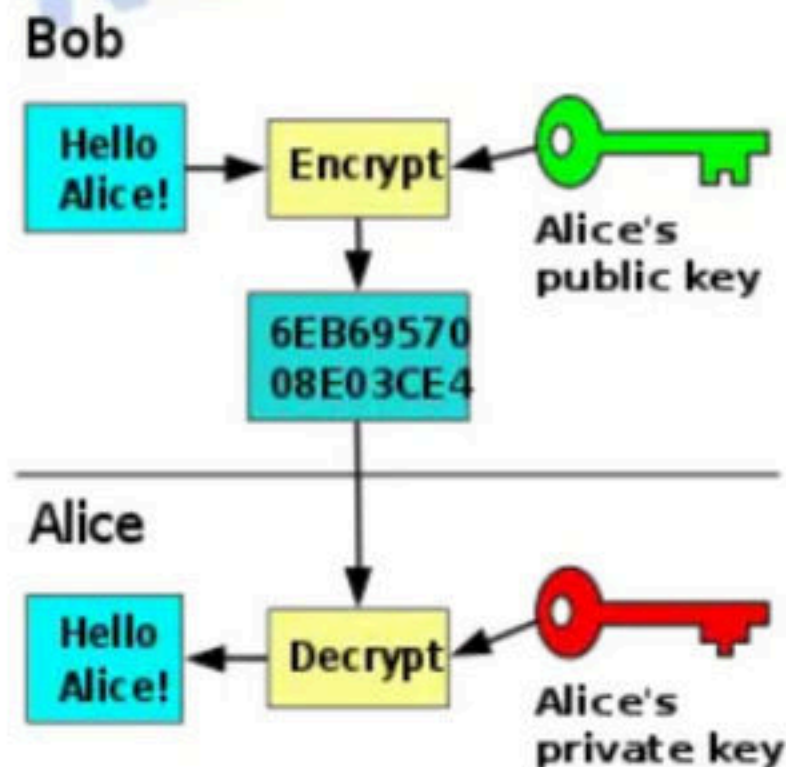 Bob
Hello
Alice!
Encrypt
Alice's
public key
6EB69570
08E03CE4
Alice
Hello
Alice!
Decrypt
Alice's
private key